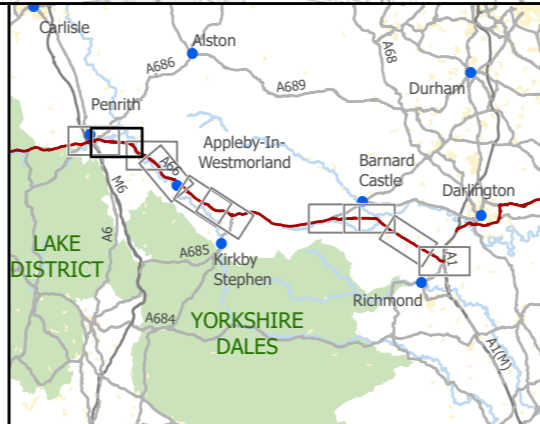 Carlisle
Alston
A68
A686
A689
Durham
Penrith
Appleby-In-
Westmorland
Barnard
Castle
A66
Darlington
M6
A6
LAKE
DISTRICT
A685
Kirkby
Stephen
A1
Richmond
A684
YORKSHIRE
DALES
A1(M)